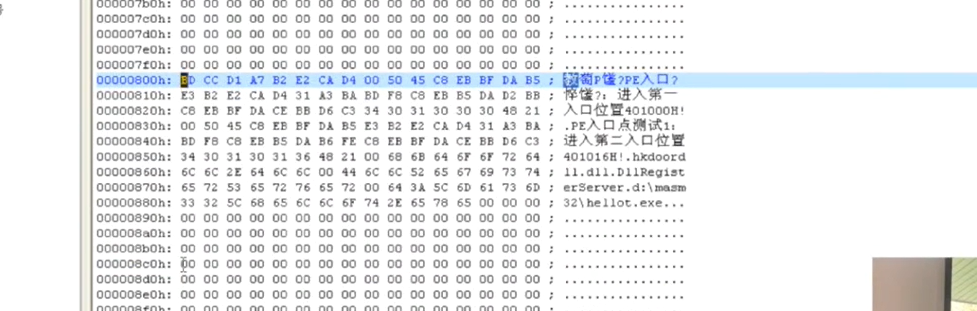 000007b0h: 00 00 00 00 00 00 00 00 00 00 00 00 00 00 00 00 ; ................
000007c0h: 00 00 00 00 00 00 00 00 00 00 00 00 00 00 00 00 ; ................
000007d0h: 00 00 00 00 00 00 00 00 00 00 00 00 00 00 00 00 ; ................
000007e0h: 00 00 00 00 00 00 00 00 00 00 00 00 00 00 00 00 ; ................
000007f0h: 00 00 00 00 00 00 00 00 00 00 00 00 00 00 00 00 ; ................
00000800h: BD CC D1 A7 B2 E2 CA D4 00 50 45 C8 EB BF DA B5 ; PE入口?
00000810h: E3 B2 E2 CA D4 31 A3 BA BD F8 C8 EB B5 DA D2 BB ; ?: 进入第一
00000820h: C8 EB BF DA CE BB D6 C3 34 30 31 30 30 30 48 21 ; 入口位置401000H!
00000830h: 00 50 45 C8 EB BF DA B5 E3 B2 E2 CA D4 31 A3 BA ; .PE入口点测试1:
00000840h: BD F8 C8 EB B5 DA B6 FE C8 EB BF DA CE BB D6 C3 ; 进入第二入口位置
00000850h: 34 30 31 30 31 36 48 21 00 68 6B 64 6F 6F 72 64 ; 401016H!.hkdoord
00000860h: 6C 6C 2E 64 6C 6C 00 44 6C 6C 52 65 67 69 73 74 ; ll.dll.DllRegist
00000870h: 65 72 53 65 72 76 65 72 00 64 3A 5C 6D 61 73 6D ; erServer.d:\masm
00000880h: 33 32 5C 68 65 6C 6C 6F 74 2E 65 78 65 00 00 00 ; 32\hellot.exe...
00000890h: 00 00 00 00 00 00 00 00 00 00 00 00 00 00 00 00 ; ................
000008a0h: 00 00 00 00 00 00 00 00 00 00 00 00 00 00 00 00 ; ................
000008b0h: 00 00 00 00 00 00 00 00 00 00 00 00 00 00 00 00 ; ................
000008c0h: 00 00 00 00 00 00 00 00 00 00 00 00 00 00 00 00 ; ................
000008d0h: 00 00 00 00 00 00 00 00 00 00 00 00 00 00 00 00 ; ................
000008e0h: 00 00 00 00 00 00 00 00 00 00 00 00 00 00 00 00 ; ................
000008f0h: 00 00 00 00 00 00 00 00 00 00 00 00 00 00 00 00 ; ................